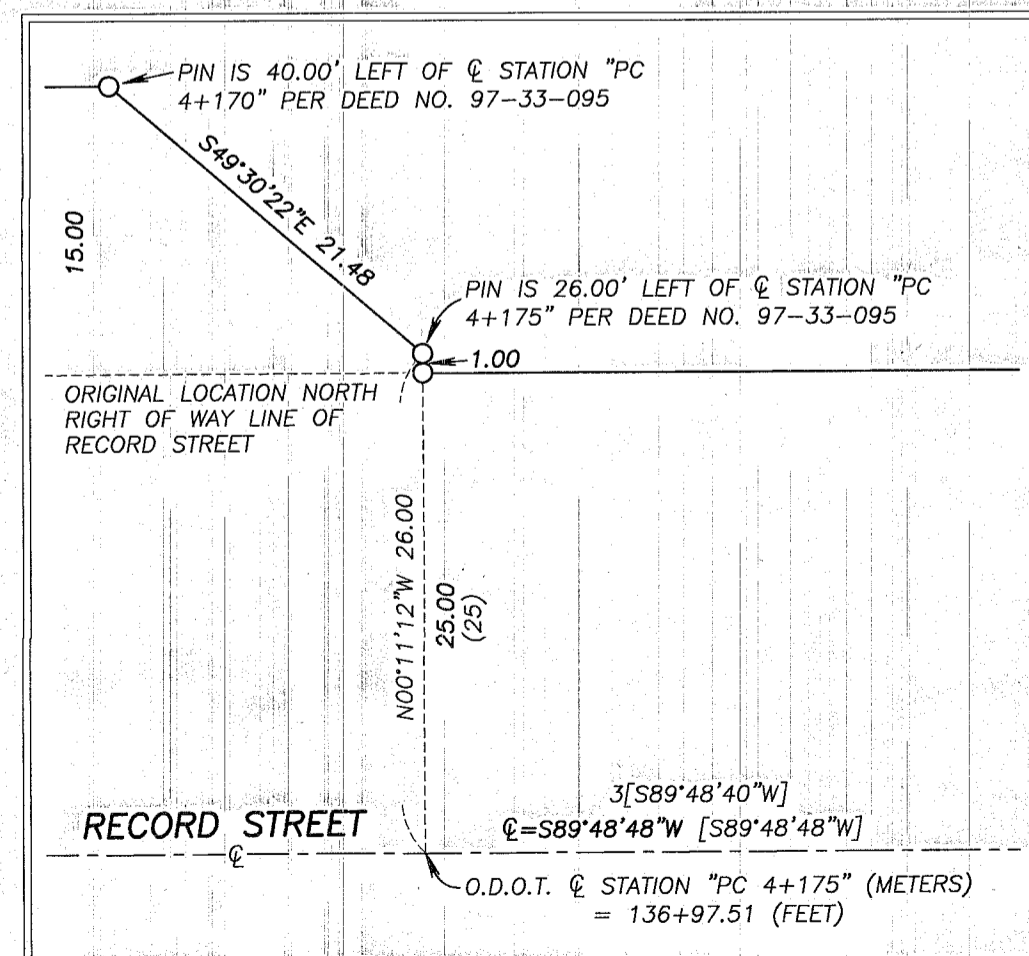 PIN IS 40.00' LEFT OF ℄ STATION "PC
4+170" PER DEED NO. 97-33-095
S49°30'22"E 21.48
15.00
PIN IS 26.00' LEFT OF ℄ STATION "PC
4+175" PER DEED NO. 97-33-095
1.00
ORIGINAL LOCATION NORTH
RIGHT OF WAY LINE OF
RECORD STREET
N00°11'12"W 26.00
25.00
(25)
3[S89°48'40"W]
RECORD STREET
℄=S89°48'48"W [S89°48'48"W]
℄
O.D.O.T. ℄ STATION "PC 4+175" (METERS)
= 136+97.51 (FEET)